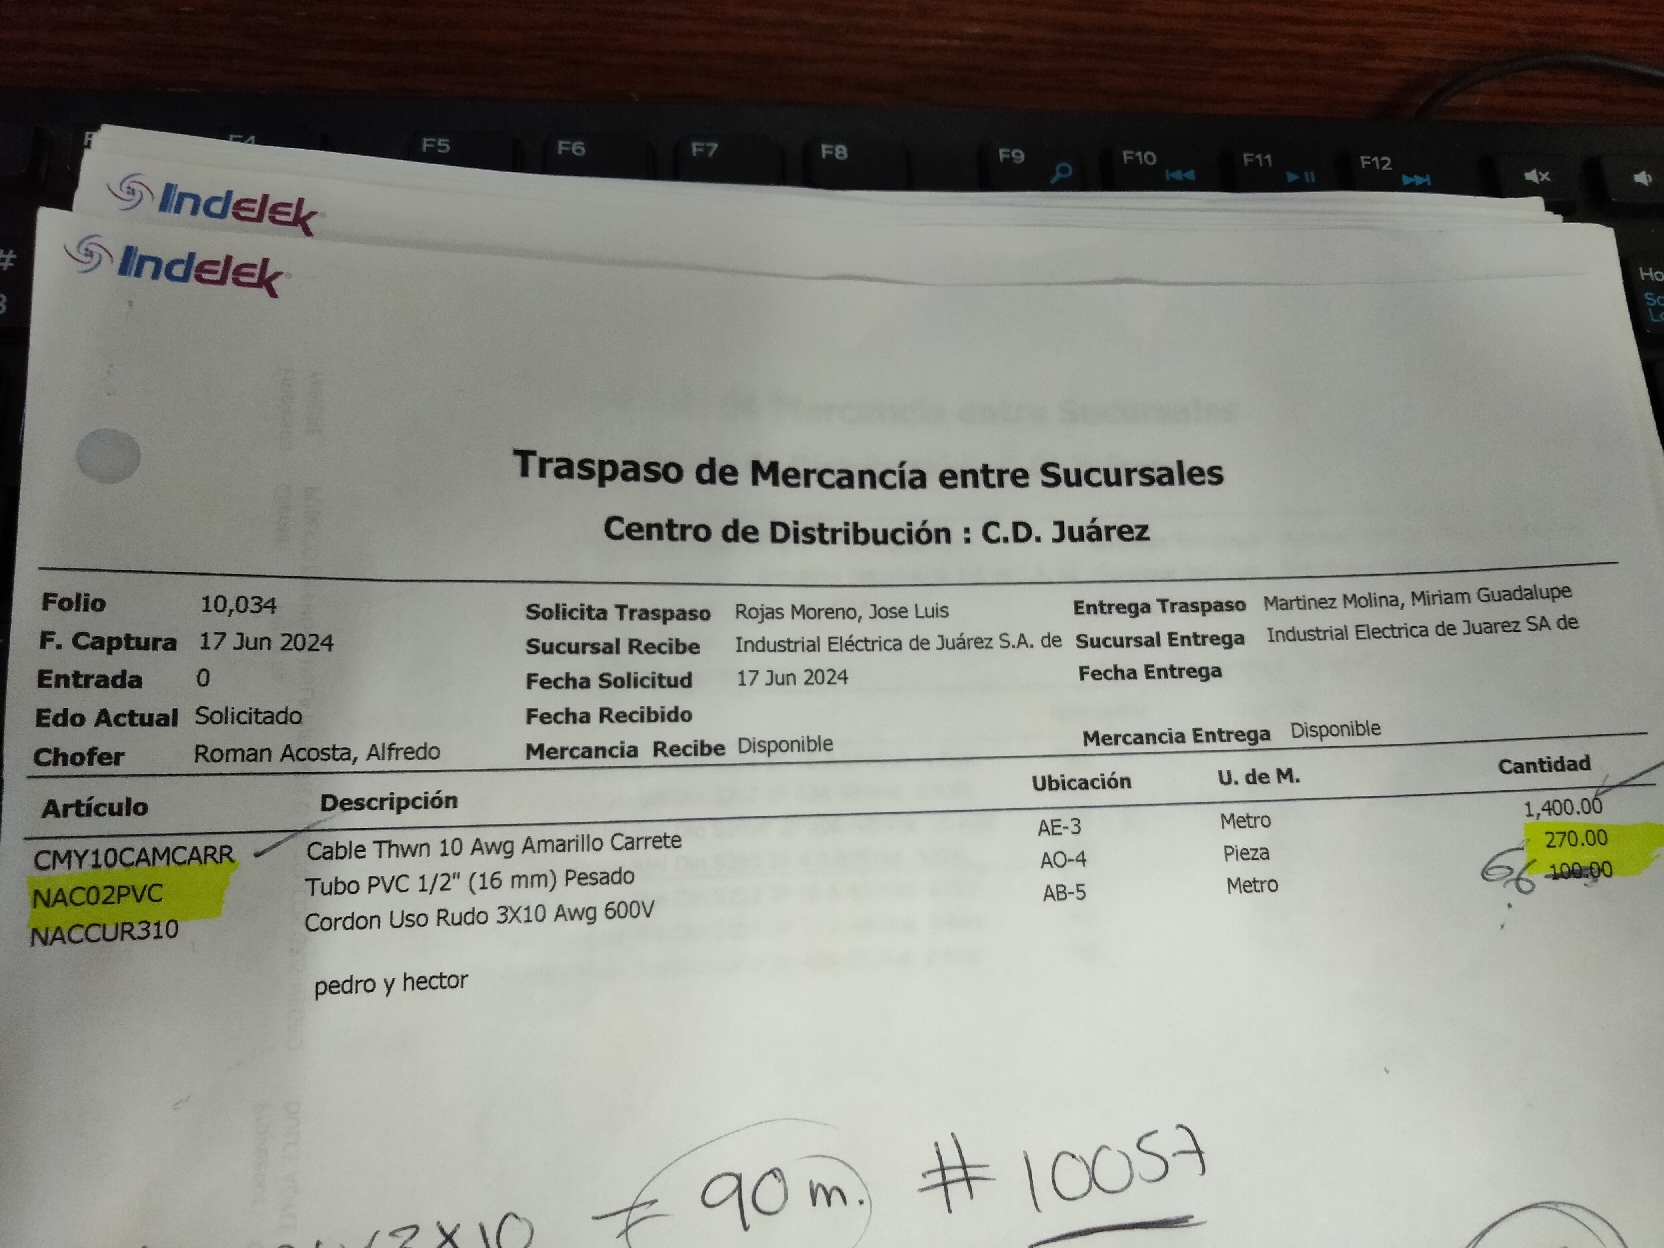 F5 F6 F7 F8 F9 F10 F11 F12
Indelek
Indelek
Traspaso de Mercancía entre Sucursales
Centro de Distribución : C.D. Juárez
Folio 10,034 Solicita Traspaso Rojas Moreno, Jose Luis Entrega Traspaso Martinez Molina, Miriam Guadalupe
F. Captura 17 Jun 2024 Sucursal Recibe Industrial Eléctrica de Juárez S.A. de Sucursal Entrega Industrial Electrica de Juarez SA de
Entrada 0 Fecha Solicitud 17 Jun 2024 Fecha Entrega
Edo Actual Solicitado Fecha Recibido
Chofer Roman Acosta, Alfredo Mercancia Recibe Disponible Mercancia Entrega Disponible
Artículo Descripción Ubicación U. de M. Cantidad
CMY10CAMCARR Cable Thwn 10 Awg Amarillo Carrete AE-3 Metro 1,400.00
NAC02PVC Tubo PVC 1/2" (16 mm) Pesado AO-4 Pieza 270.00
NACCUR310 Cordon Uso Rudo 3X10 Awg 600V AB-5 Metro 66 100.00
pedro y hector
90 m. # 10057
3X10